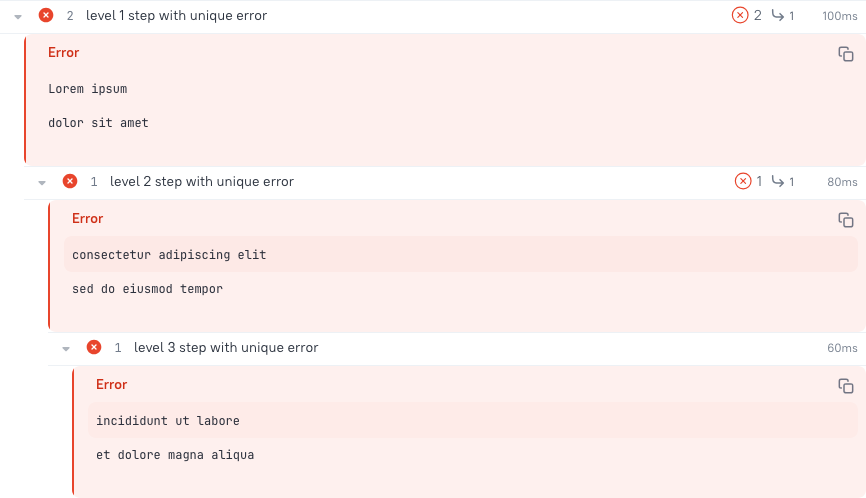 2 level 1 step with unique error 2 1 100ms
Error
Lorem ipsum
dolor sit amet
1 level 2 step with unique error 1 1 80ms
Error
consectetur adipiscing elit
sed do eiusmod tempor
1 level 3 step with unique error 60ms
Error
incididunt ut labore
et dolore magna aliqua